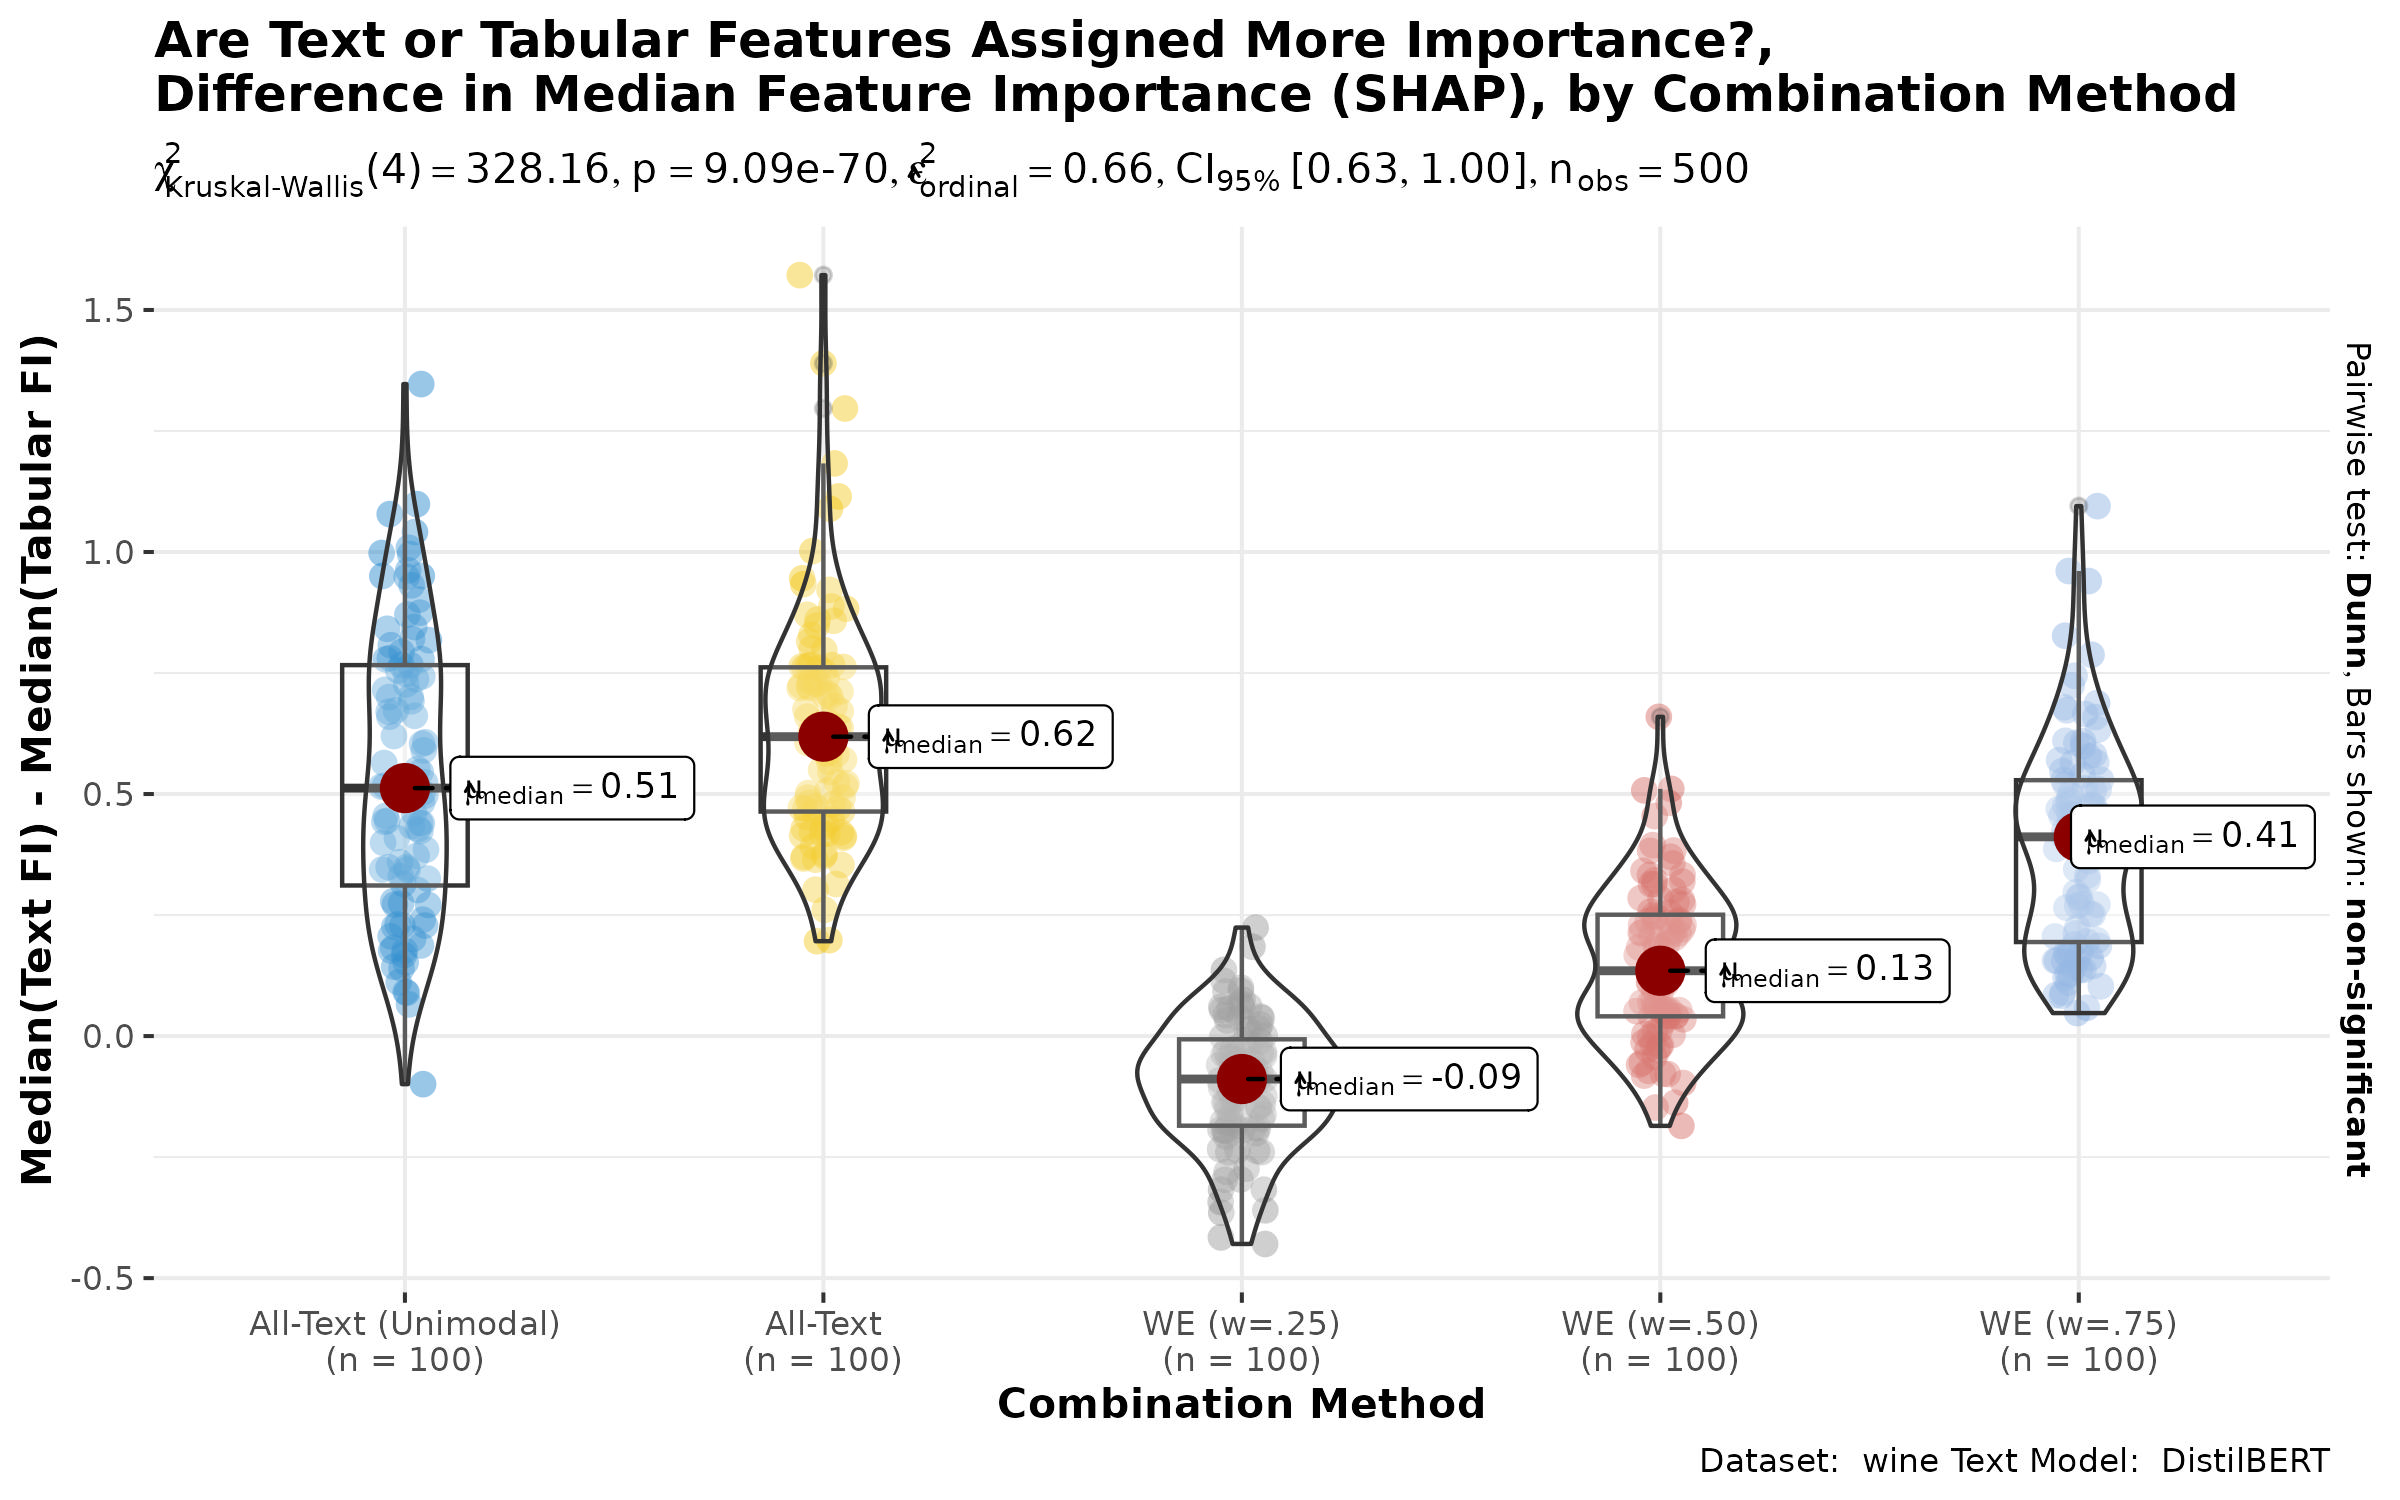 Are Text or Tabular Features Assigned More Importance?,
Difference in Median Feature Importance (SHAP), by Combination Method
χ²Kruskal-Wallis(4) = 328.16, p = 9.09e-70, ε̂²ordinal = 0.66, CI95% [0.63, 1.00], nobs = 500
Median(Text FI) - Median(Tabular FI)
1.5
1.0
0.5
0.0
-0.5
μ̂median = 0.51
μ̂median = 0.62
μ̂median = -0.09
μ̂median = 0.13
μ̂median = 0.41
Pairwise test: Dunn, Bars shown: non-significant
All-Text (Unimodal)
(n = 100)
All-Text
(n = 100)
WE (w=.25)
(n = 100)
WE (w=.50)
(n = 100)
WE (w=.75)
(n = 100)
Combination Method
Dataset:  wine Text Model:  DistilBERT